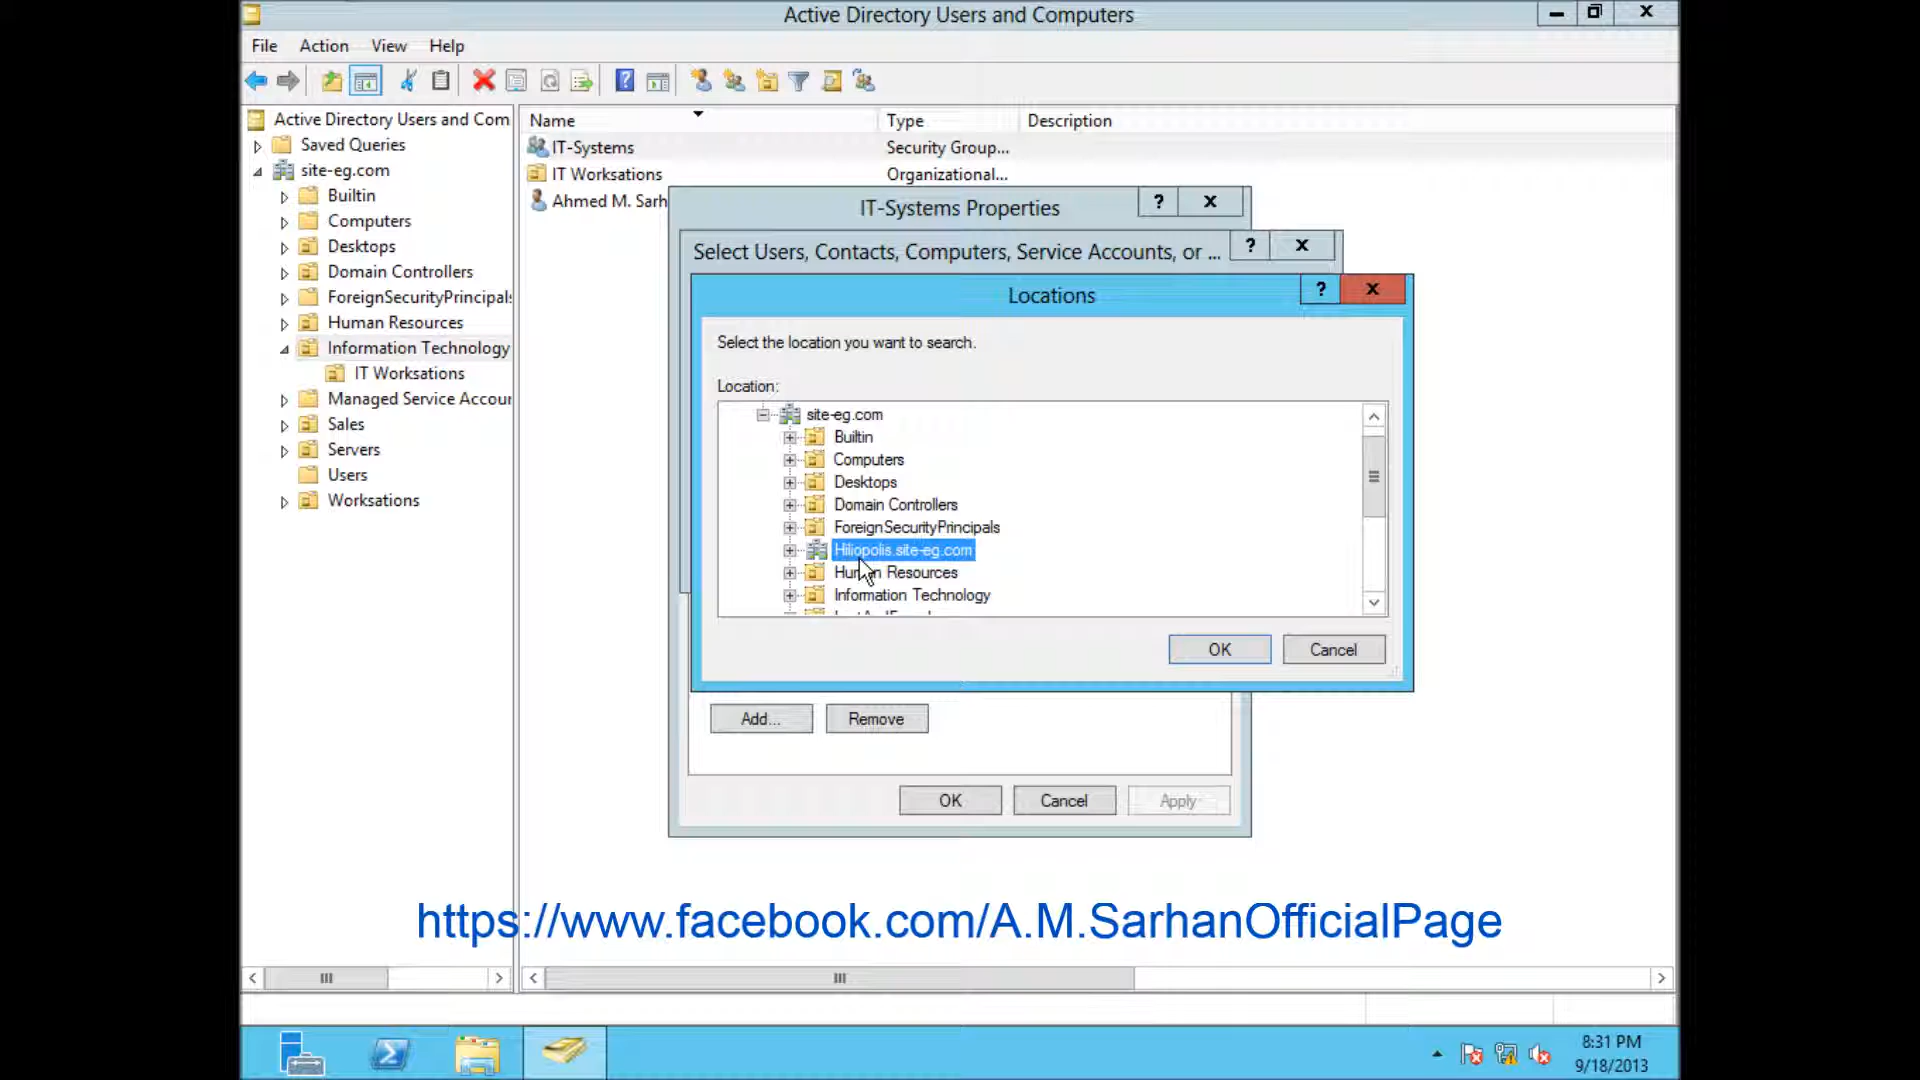 Active Directory Users and Computers
File Action View Help
Active Directory Users and Com
Saved Queries
site-eg.com
Builtin
Computers
Desktops
Domain Controllers
ForeignSecurityPrincipals
Human Resources
Information Technology
IT Worksations
Managed Service Accour
Sales
Servers
Users
Worksations
Name Type Description
IT-Systems Security Group...
IT Worksations Organizational...
Ahmed M. Sarh
IT-Systems Properties
Select Users, Contacts, Computers, Service Accounts, or ...
Locations
Select the location you want to search.
Location:
site-eg.com
Builtin
Computers
Desktops
Domain Controllers
ForeignSecurityPrincipals
Hiliopolis.site-eg.com
Human Resources
Information Technology
OK Cancel
Add... Remove
OK Cancel Apply
https://www.facebook.com/A.M.SarhanOfficialPage
8:31 PM
9/18/2013